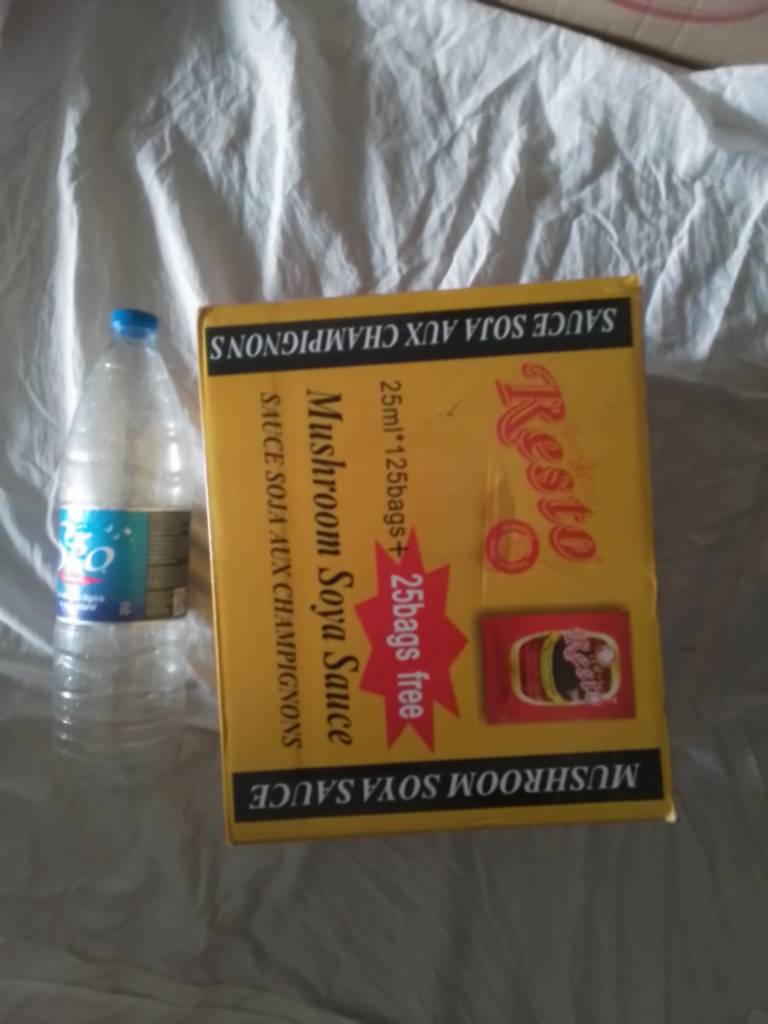 SAUCE SOJA AUX CHAMPIGNONS
Resto
25ml*125bags+
25bags free
Mushroom Soya Sauce
SAUCE SOJA AUX CHAMPIGNONS
MUSHROOM SOYA SAUCE